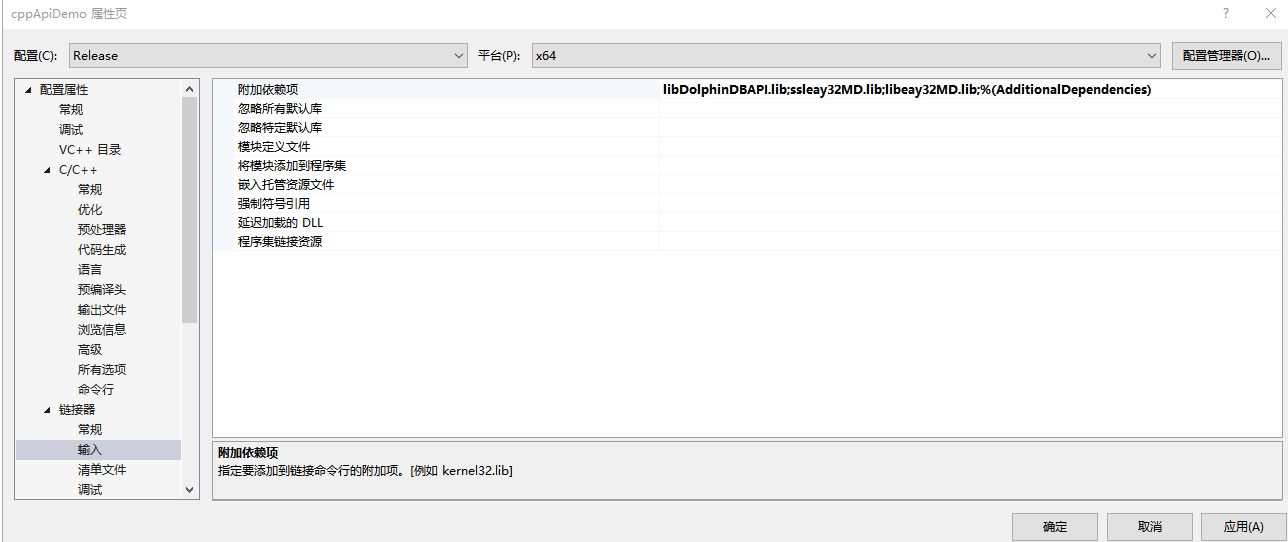 cppApiDemo 属性页
配置(C): Release 平台(P): x64 配置管理器(O)...
配置属性
常规
调试
VC++ 目录
C/C++
常规
优化
预处理器
代码生成
语言
预编译头
输出文件
浏览信息
高级
所有选项
命令行
链接器
常规
输入
清单文件
调试
附加依赖项 libDolphinDBAPI.lib;ssleay32MD.lib;libeay32MD.lib;%(AdditionalDependencies)
忽略所有默认库
忽略特定默认库
模块定义文件
将模块添加到程序集
嵌入托管资源文件
强制符号引用
延迟加载的 DLL
程序集链接资源
附加依赖项
指定要添加到链接命令行的附加项。[例如 kernel32.lib]
确定 取消 应用(A)